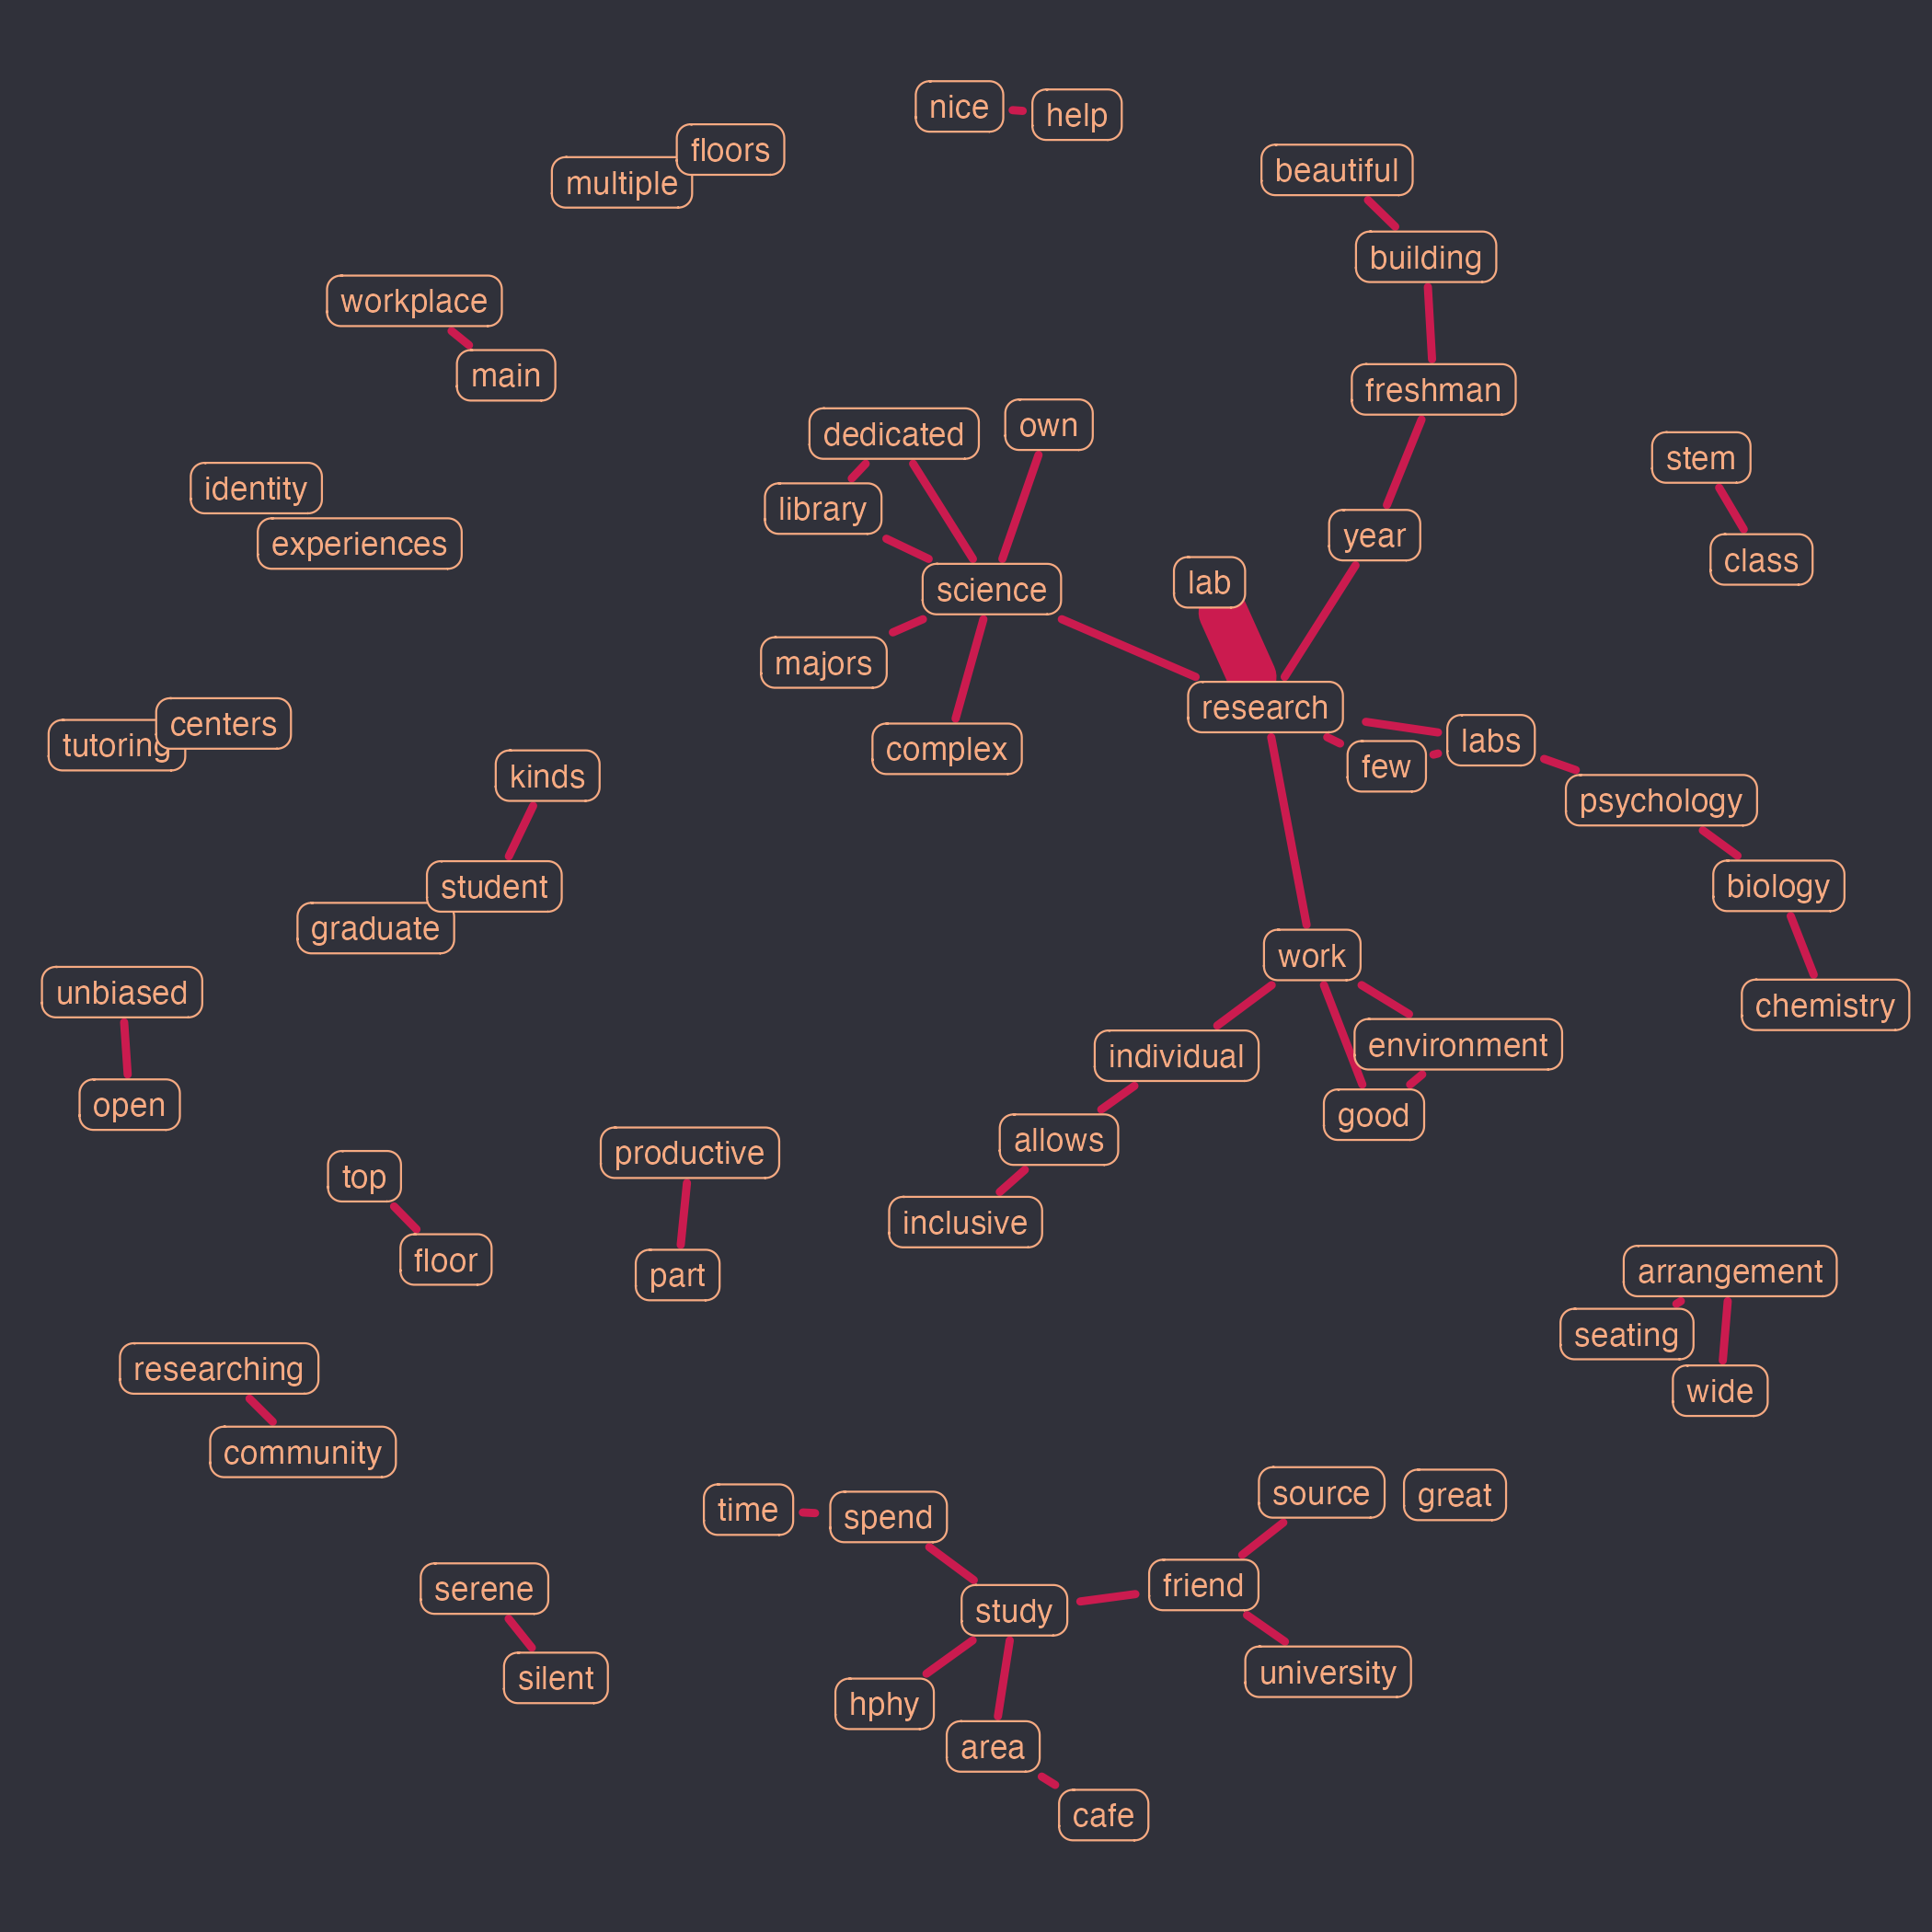 nice
help
floors
multiple
beautiful
building
workplace
main
freshman
dedicated
own
stem
identity
library
experiences
year
class
lab
science
majors
research
centers
tutoring
labs
complex
few
kinds
psychology
student
biology
graduate
work
unbiased
chemistry
environment
individual
open
good
allows
productive
top
inclusive
floor
part
arrangement
seating
researching
wide
community
source
great
time
spend
friend
serene
study
university
silent
hphy
area
cafe